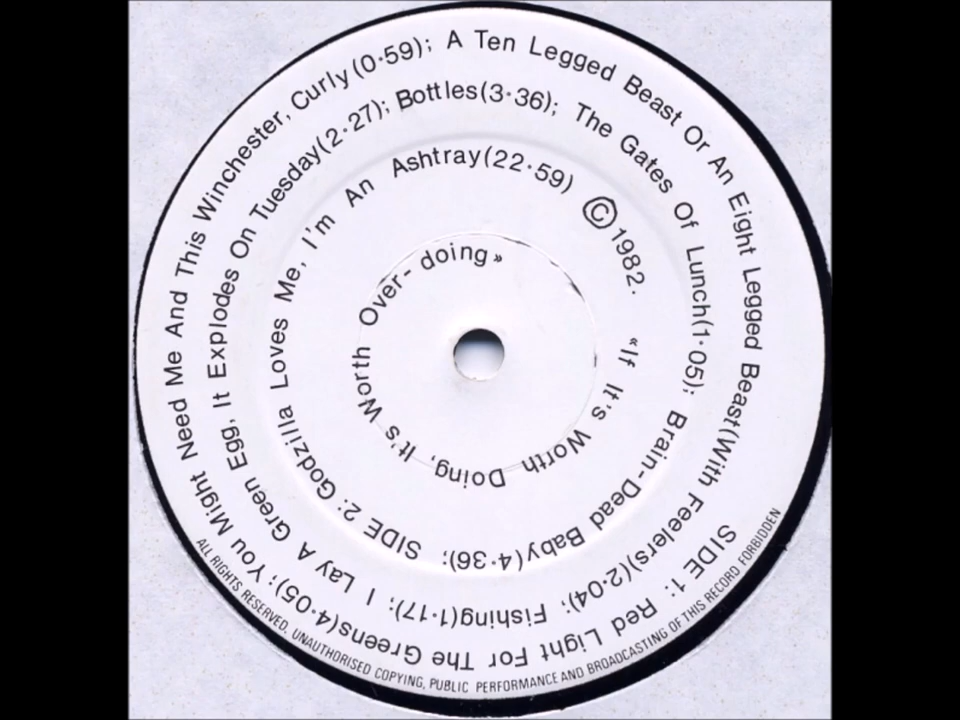 SIDE 1: Red Light For The Greens(4·05); You Might Need Me And This Winchester, Curly(0·59); A Ten Legged Beast Or An Eight Legged Beast(With Feelers)(2·04); Fishing(1·17); I Lay A Green Egg, It Explodes On Tuesday(2·27); Bottles(3·36); The Gates Of Lunch(1·05); Brain-Dead Baby(4·36); SIDE 2: Godzilla Loves Me, I'm An Ashtray(22·59) ©1982. «If It's Worth Doing, It's Worth Over-doing»
ALL RIGHTS RESERVED. UNAUTHORISED COPYING, PUBLIC PERFORMANCE AND BROADCASTING OF THIS RECORD FORBIDDEN